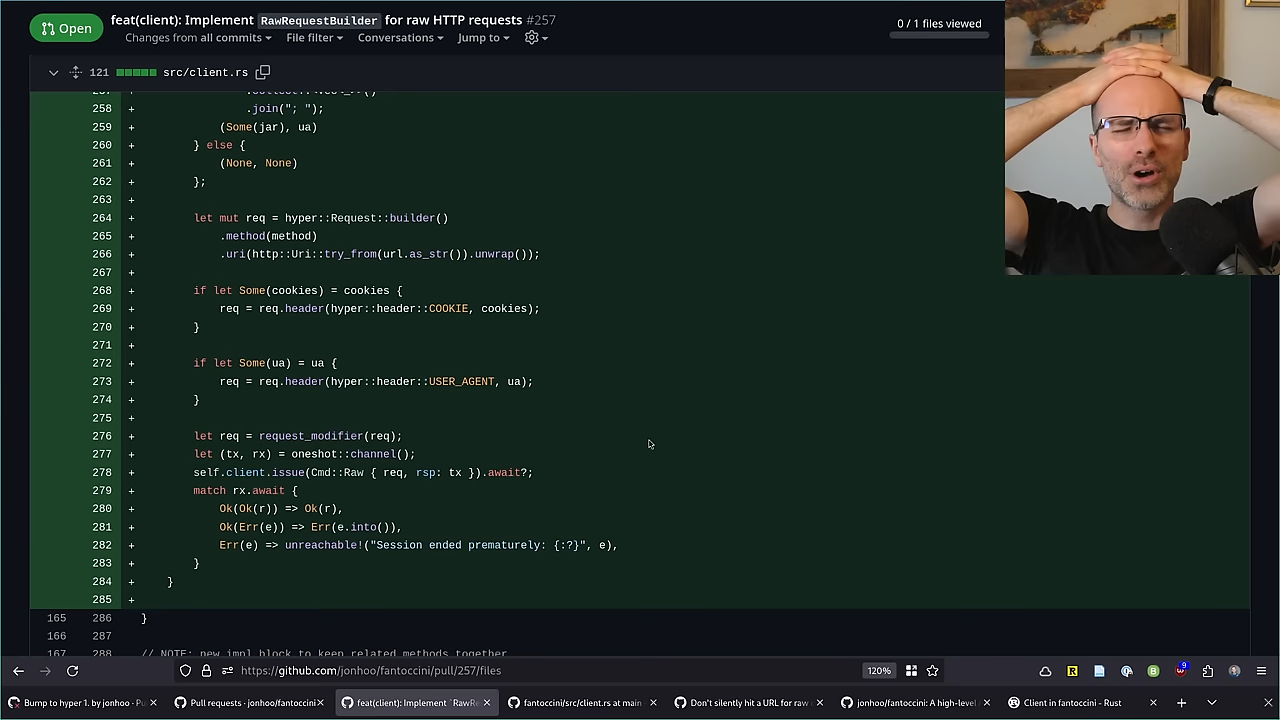 Open
feat(client): Implement RawRequestBuilder for raw HTTP requests #257
Changes from all commits
File filter
Conversations
Jump to
0 / 1 files viewed
121
src/client.rs
258 + .join("; ");
259 + (Some(jar), ua)
260 + } else {
261 + (None, None)
262 + };
263 +
264 + let mut req = hyper::Request::builder()
265 + .method(method)
266 + .uri(http::Uri::try_from(url.as_str()).unwrap());
267 +
268 + if let Some(cookies) = cookies {
269 + req = req.header(hyper::header::COOKIE, cookies);
270 + }
271 +
272 + if let Some(ua) = ua {
273 + req = req.header(hyper::header::USER_AGENT, ua);
274 + }
275 +
276 + let req = request_modifier(req);
277 + let (tx, rx) = oneshot::channel();
278 + self.client.issue(Cmd::Raw { req, rsp: tx }).await?;
279 + match rx.await {
280 + Ok(Ok(r)) => Ok(r),
281 + Ok(Err(e)) => Err(e.into()),
282 + Err(e) => unreachable!("Session ended prematurely: {:?}", e),
283 + }
284 + }
285 +
165 286 }
166 287
167 288 // NOTE: new impl block to keep related methods together
https://github.com/jonhoo/fantoccini/pull/257/files
120%
9
Bump to hyper 1. by jonhoo · Pu
Pull requests · jonhoo/fantoccini
feat(client): Implement `RawRe
fantoccini/src/client.rs at main
Don't silently hit a URL for raw
jonhoo/fantoccini: A high-level
Client in fantoccini - Rust